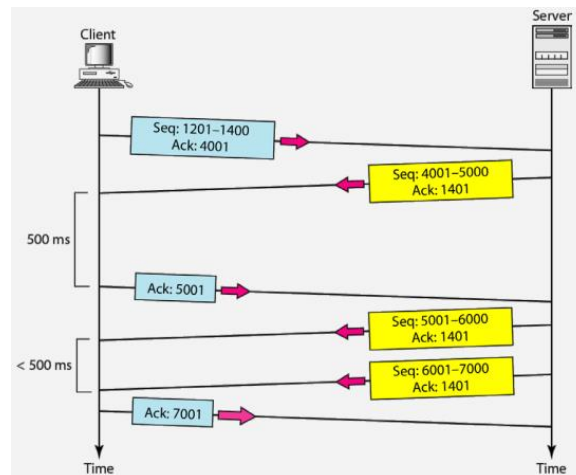 Server
Client
Seq: 1201–1400
Ack: 4001
Seq: 4001–5000
Ack: 1401
500 ms
Ack: 5001
Seq: 5001–6000
Ack: 1401
< 500 ms
Seq: 6001–7000
Ack: 1401
Ack: 7001
Time
Time